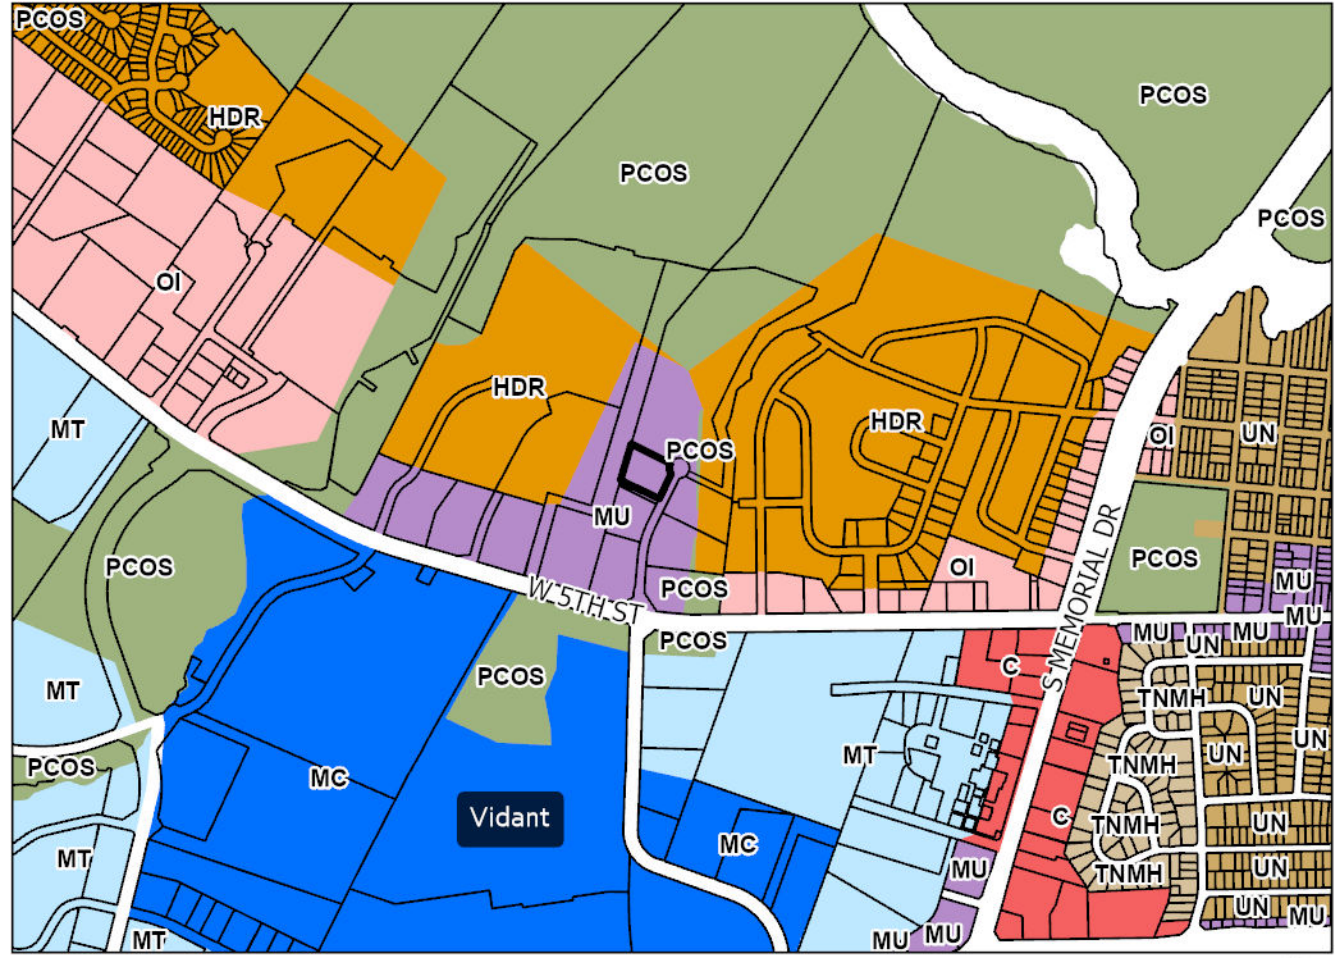 PCOS
PCOS
HDR
PCOS
PCOS
OI
HDR
PCOS
HDR
MT
OI
UN
MU
PCOS
PCOS
OI
MU
W 5TH ST
PCOS
PCOS
S MEMORIAL DR
MU
MU
MU
UN
C
PCOS
MT
TNMH
UN
UN
PCOS
MC
MT
TNMH
UN
Vidant
C
TNMH
UN
MT
MC
MU
TNMH
UN
UN
MU
MT
MU
MU